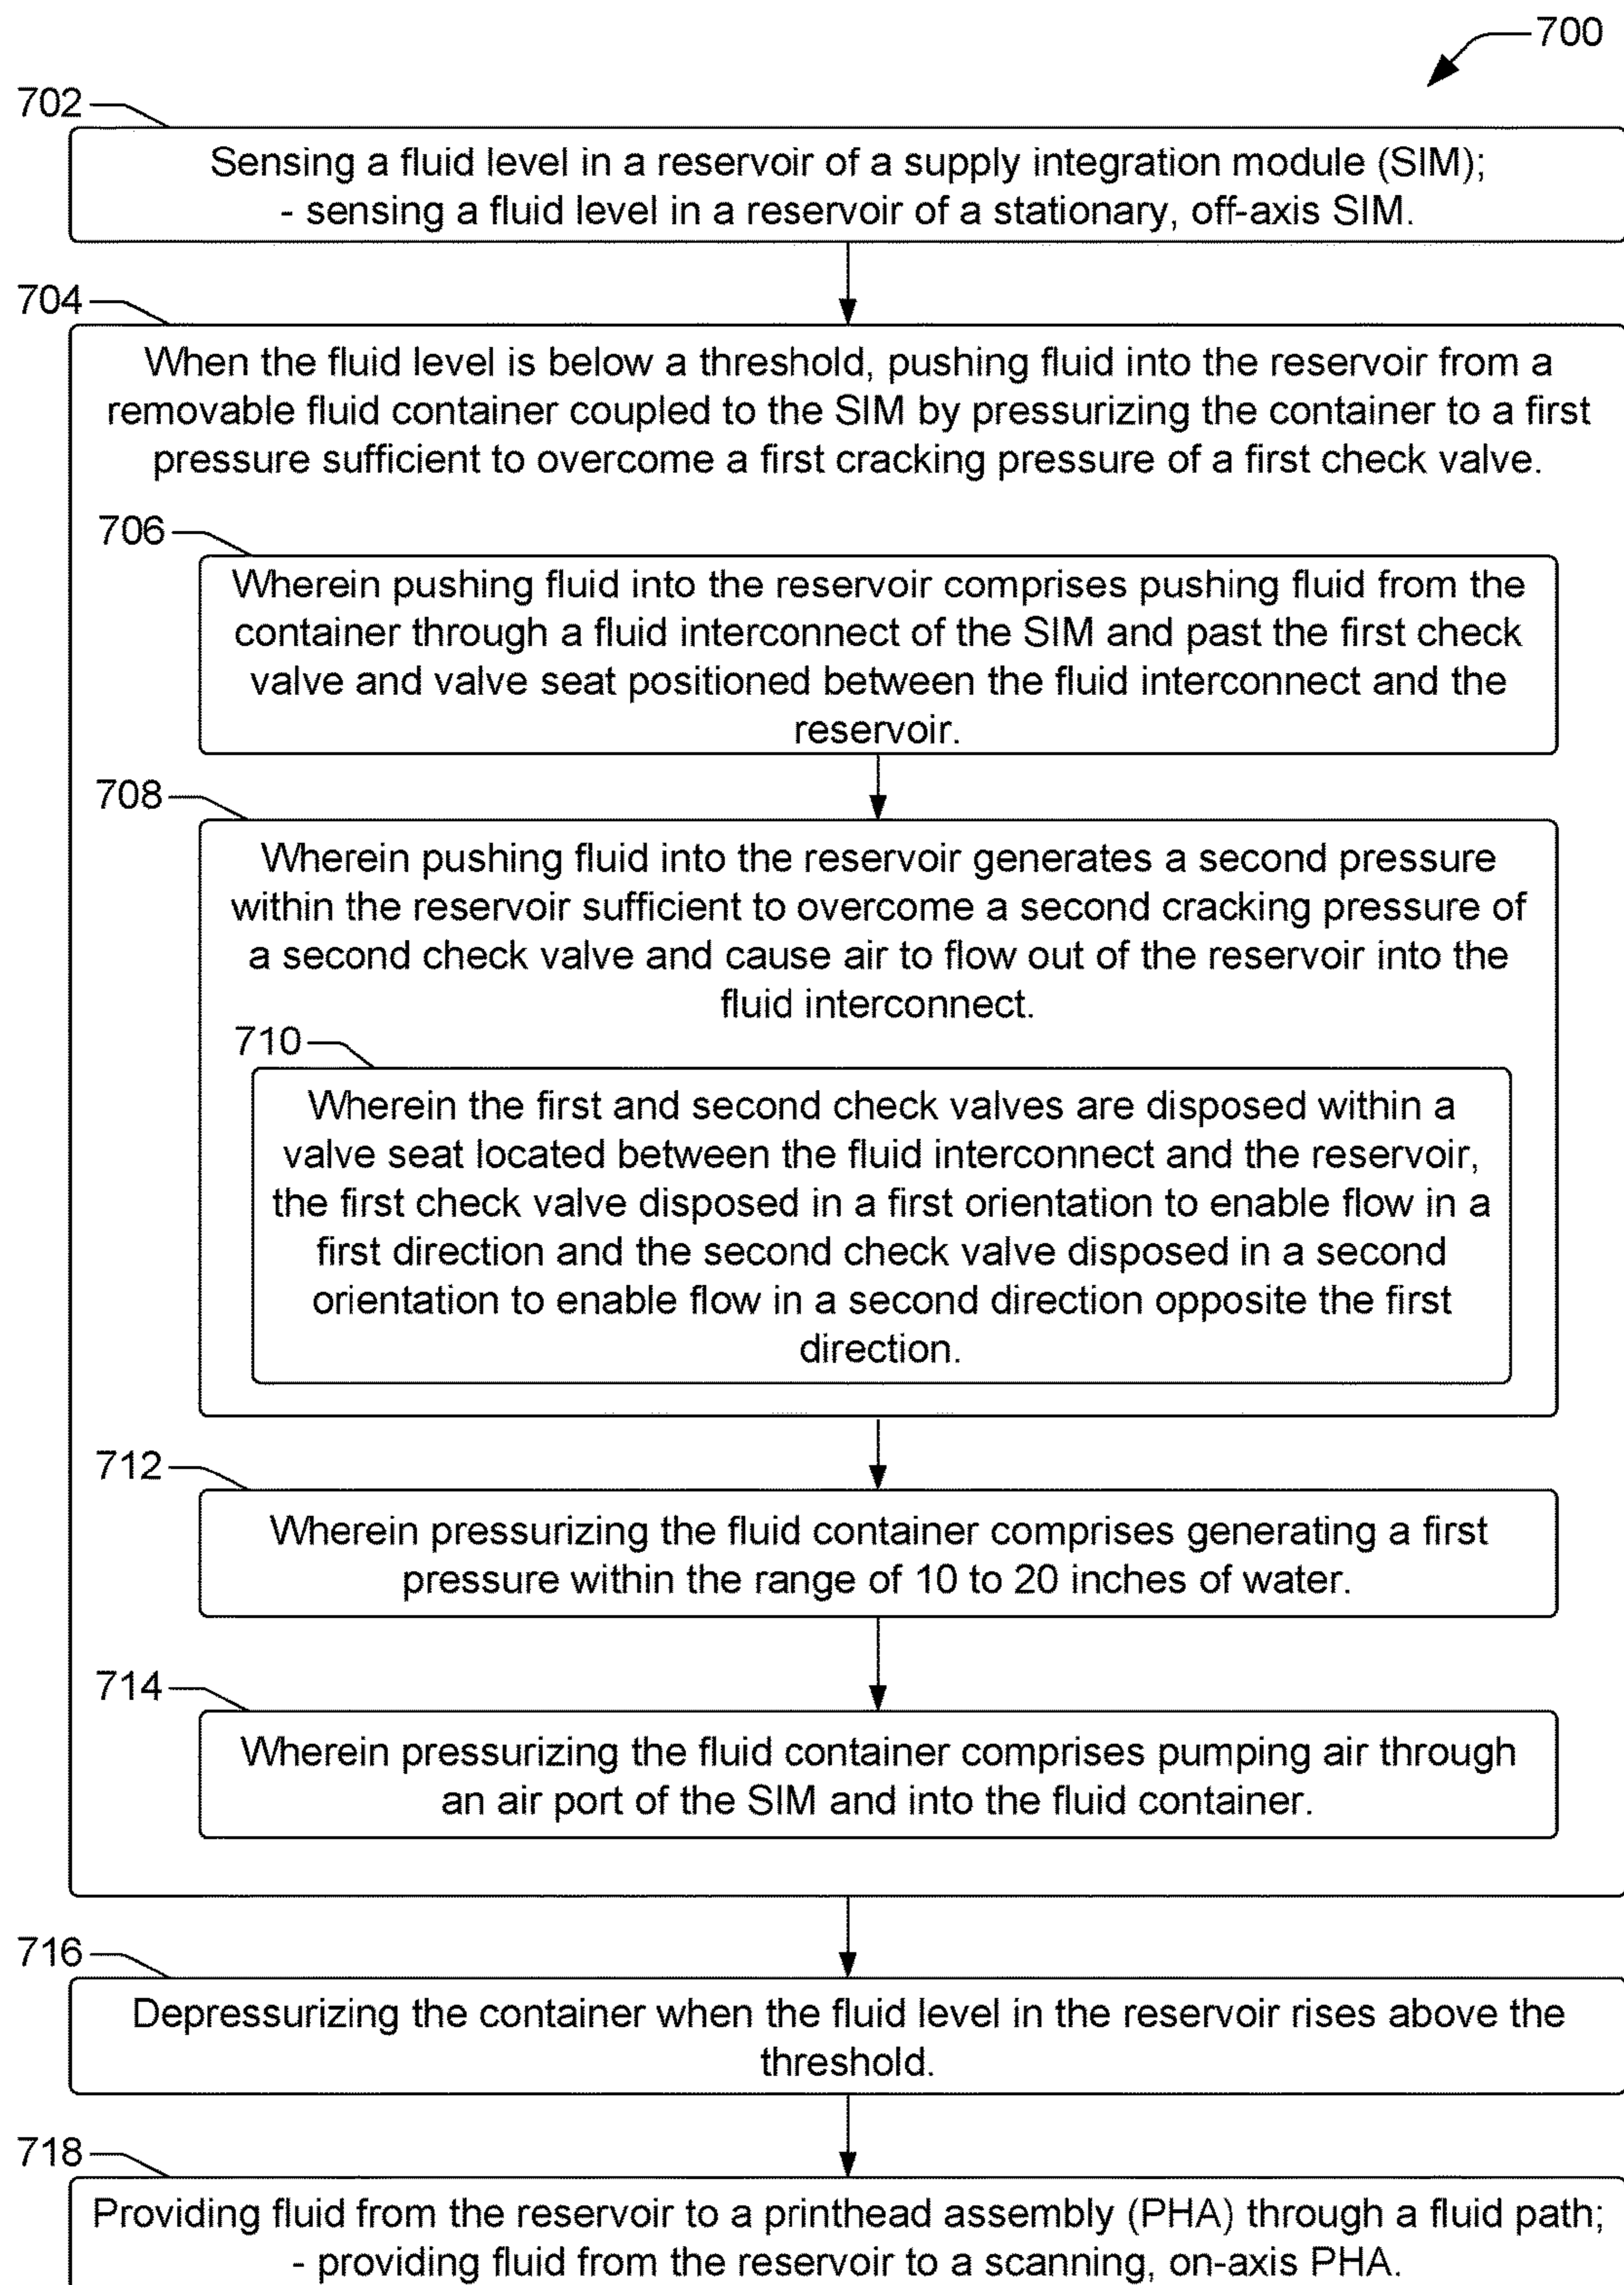 700
702
Sensing a fluid level in a reservoir of a supply integration module (SIM);
- sensing a fluid level in a reservoir of a stationary, off-axis SIM.
704
When the fluid level is below a threshold, pushing fluid into the reservoir from a
removable fluid container coupled to the SIM by pressurizing the container to a first
pressure sufficient to overcome a first cracking pressure of a first check valve.
706
Wherein pushing fluid into the reservoir comprises pushing fluid from the
container through a fluid interconnect of the SIM and past the first check
valve and valve seat positioned between the fluid interconnect and the
reservoir.
708
Wherein pushing fluid into the reservoir generates a second pressure
within the reservoir sufficient to overcome a second cracking pressure of
a second check valve and cause air to flow out of the reservoir into the
fluid interconnect.
710
Wherein the first and second check valves are disposed within a
valve seat located between the fluid interconnect and the reservoir,
the first check valve disposed in a first orientation to enable flow in a
first direction and the second check valve disposed in a second
orientation to enable flow in a second direction opposite the first
direction.
712
Wherein pressurizing the fluid container comprises generating a first
pressure within the range of 10 to 20 inches of water.
714
Wherein pressurizing the fluid container comprises pumping air through
an air port of the SIM and into the fluid container.
716
Depressurizing the container when the fluid level in the reservoir rises above the
threshold.
718
Providing fluid from the reservoir to a printhead assembly (PHA) through a fluid path;
- providing fluid from the reservoir to a scanning, on-axis PHA.